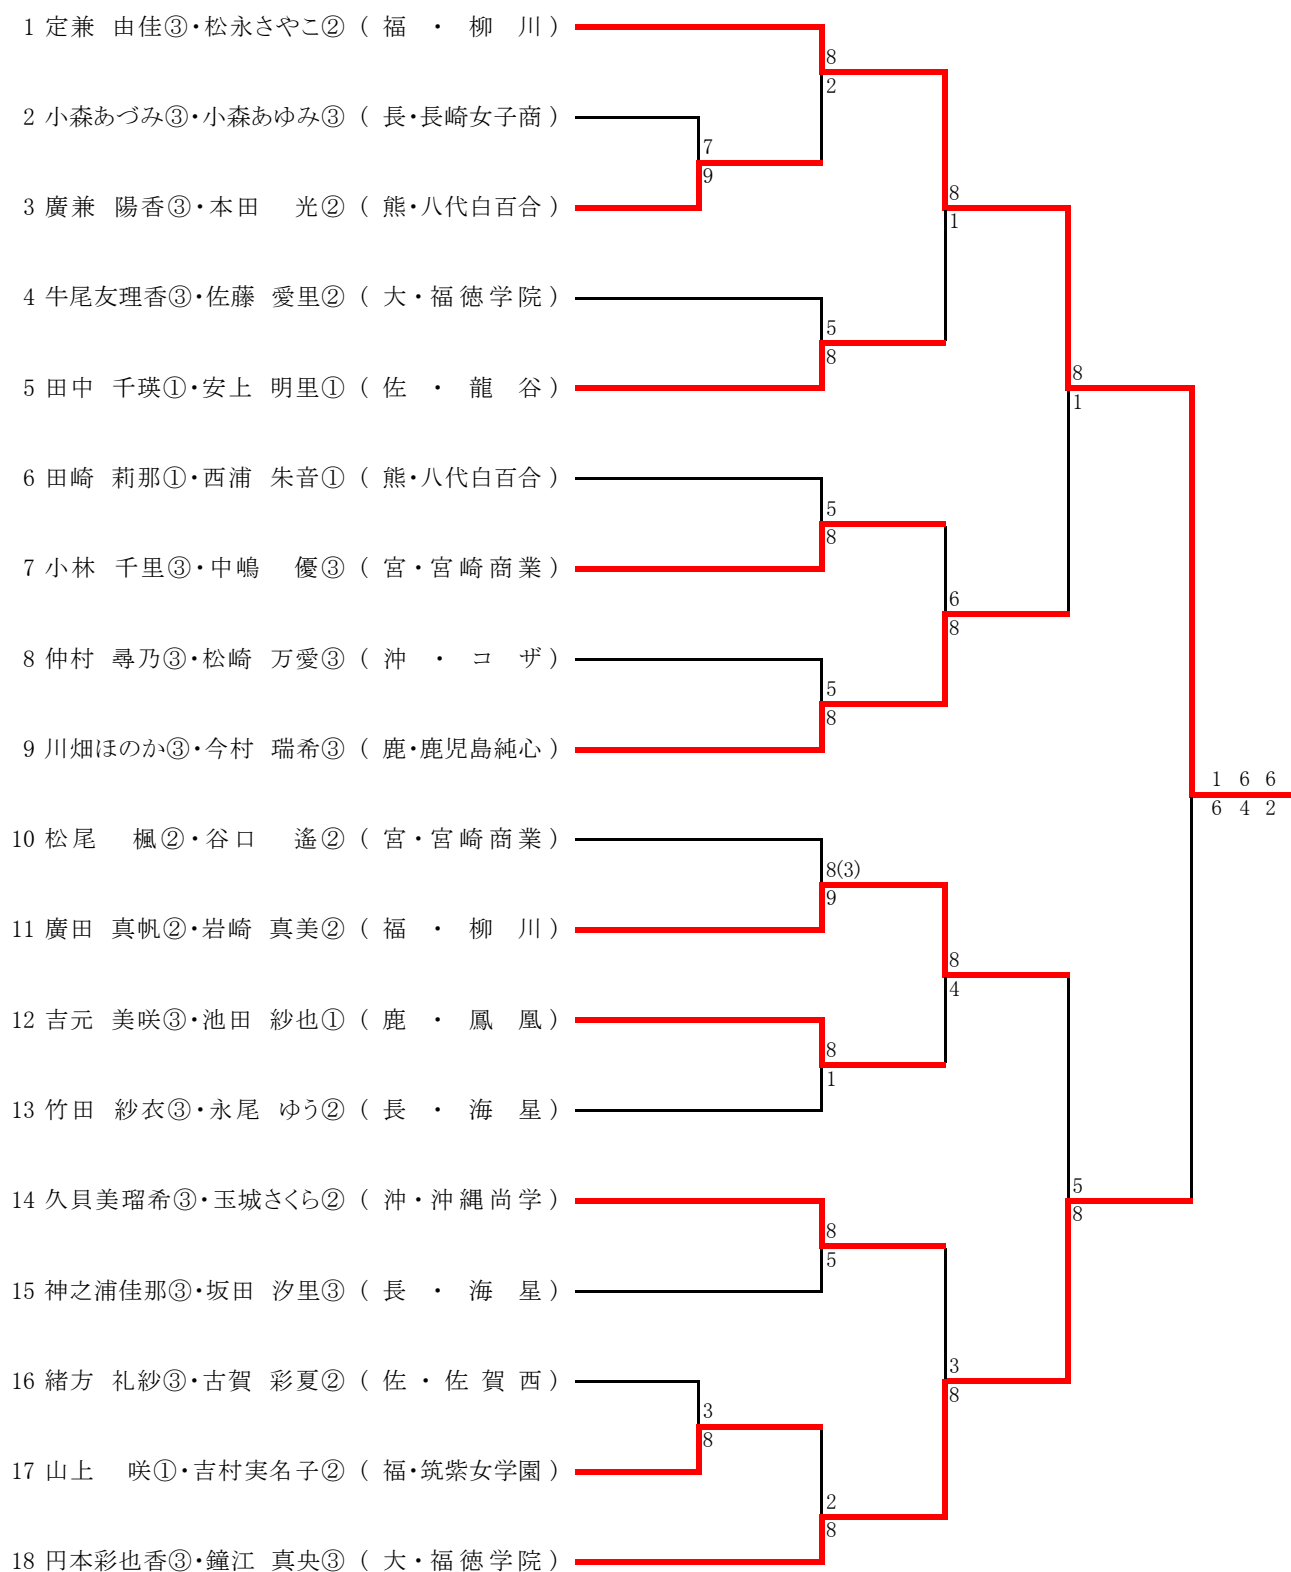 1 定兼 由佳③・松永さやこ② ( 福 ・ 柳 川 )
8
2
2 小森あづみ③・小森あゆみ③ ( 長・長崎女子商 )
7
9
3 廣兼 陽香③・本田 光② ( 熊・八代白百合 )
8
1
4 牛尾友理香③・佐藤 愛里② ( 大・福徳学院 )
5
8
5 田中 千瑛①・安上 明里① ( 佐 ・ 龍 谷 )
8
1
6 田崎 莉那①・西浦 朱音① ( 熊・八代白百合 )
5
8
7 小林 千里③・中嶋 優③ ( 宮・宮崎商業 )
6
8
8 仲村 尋乃③・松崎 万愛③ ( 沖 ・ コ ザ )
5
8
9 川畑ほのか③・今村 瑞希③ ( 鹿・鹿児島純心 )
1 6 6
6 4 2
10 松尾 楓②・谷口 遙② ( 宮・宮崎商業 )
8(3)
9
11 廣田 真帆②・岩崎 真美② ( 福 ・ 柳 川 )
8
4
12 吉元 美咲③・池田 紗也① ( 鹿 ・ 鳳 凰 )
8
1
13 竹田 紗衣③・永尾 ゆう② ( 長 ・ 海 星 )
5
8
14 久貝美瑠希③・玉城さくら② ( 沖・沖縄尚学 )
8
5
15 神之浦佳那③・坂田 汐里③ ( 長 ・ 海 星 )
3
8
16 緒方 礼紗③・古賀 彩夏② ( 佐・佐賀西 )
3
8
17 山上 咲①・吉村実名子② ( 福・筑紫女学園 )
2
8
18 円本彩也香③・鐘江 真央③ ( 大・福徳学院 )